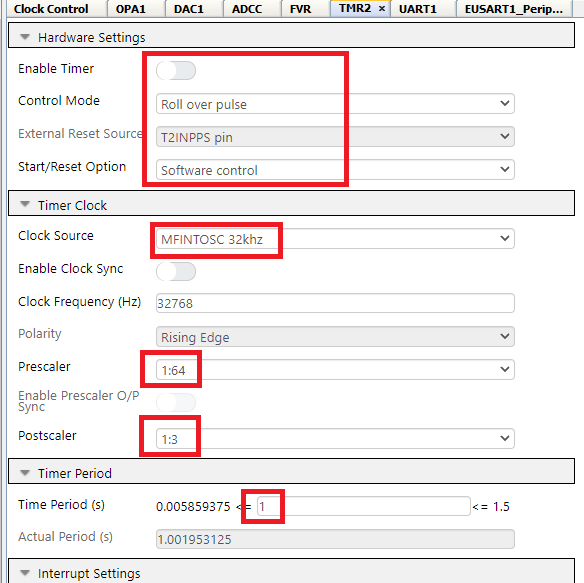 Clock Control OPA1 DAC1 ADCC FVR TMR2 × UART1 EUSART1_Perip...
Hardware Settings
Enable Timer
Control Mode Roll over pulse
External Reset Source T2INPPS pin
Start/Reset Option Software control
Timer Clock
Clock Source MFINTOSC 32khz
Enable Clock Sync
Clock Frequency (Hz) 32768
Polarity Rising Edge
Prescaler 1:64
Enable Prescaler O/P
Sync
Postscaler 1:3
Timer Period
Time Period (s) 0.005859375 <= 1 <= 1.5
Actual Period (s) 1.001953125
Interrupt Settings